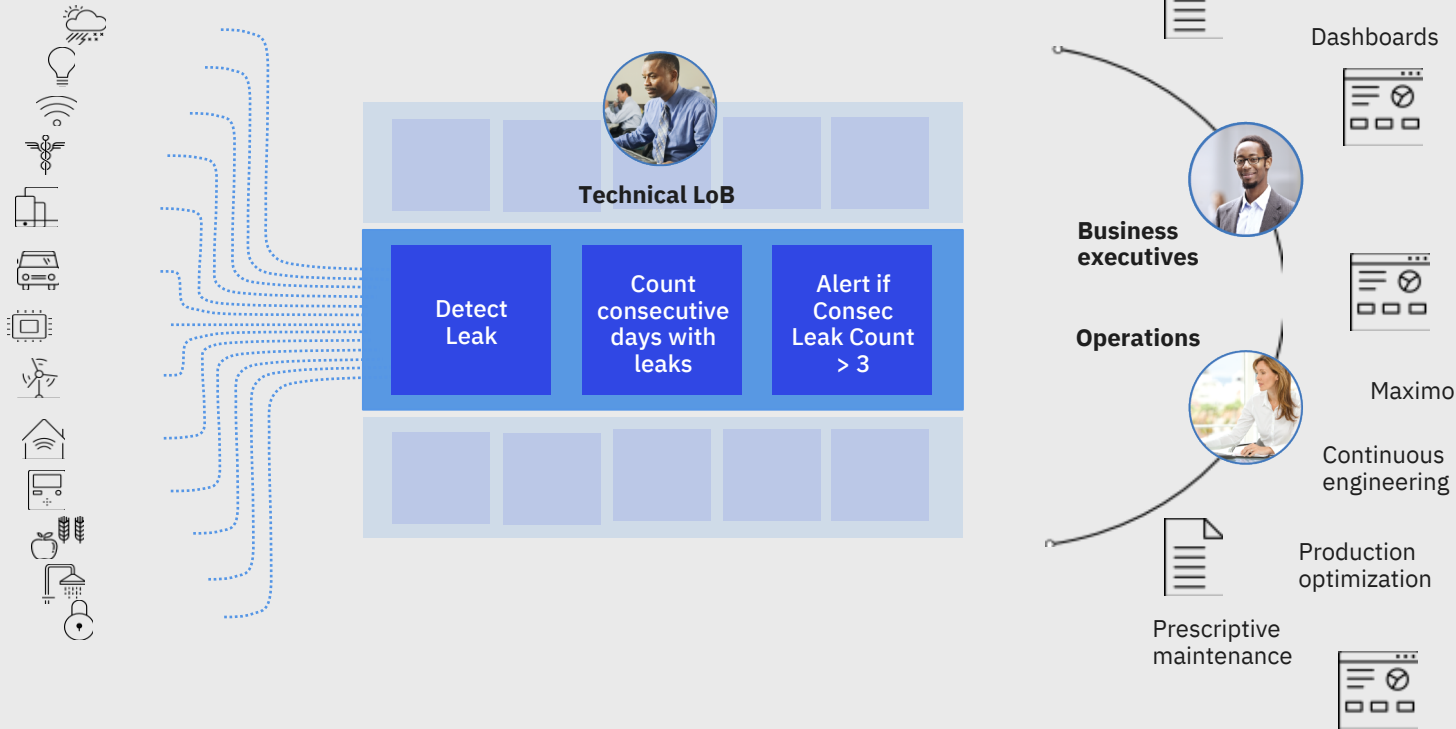 Dashboards
Technical LoB
Business
executives
Detect
Leak
Count
consecutive
days with
leaks
Alert if
Consec
Leak Count
> 3
Operations
Maximo
Continuous
engineering
Production
optimization
Prescriptive
maintenance